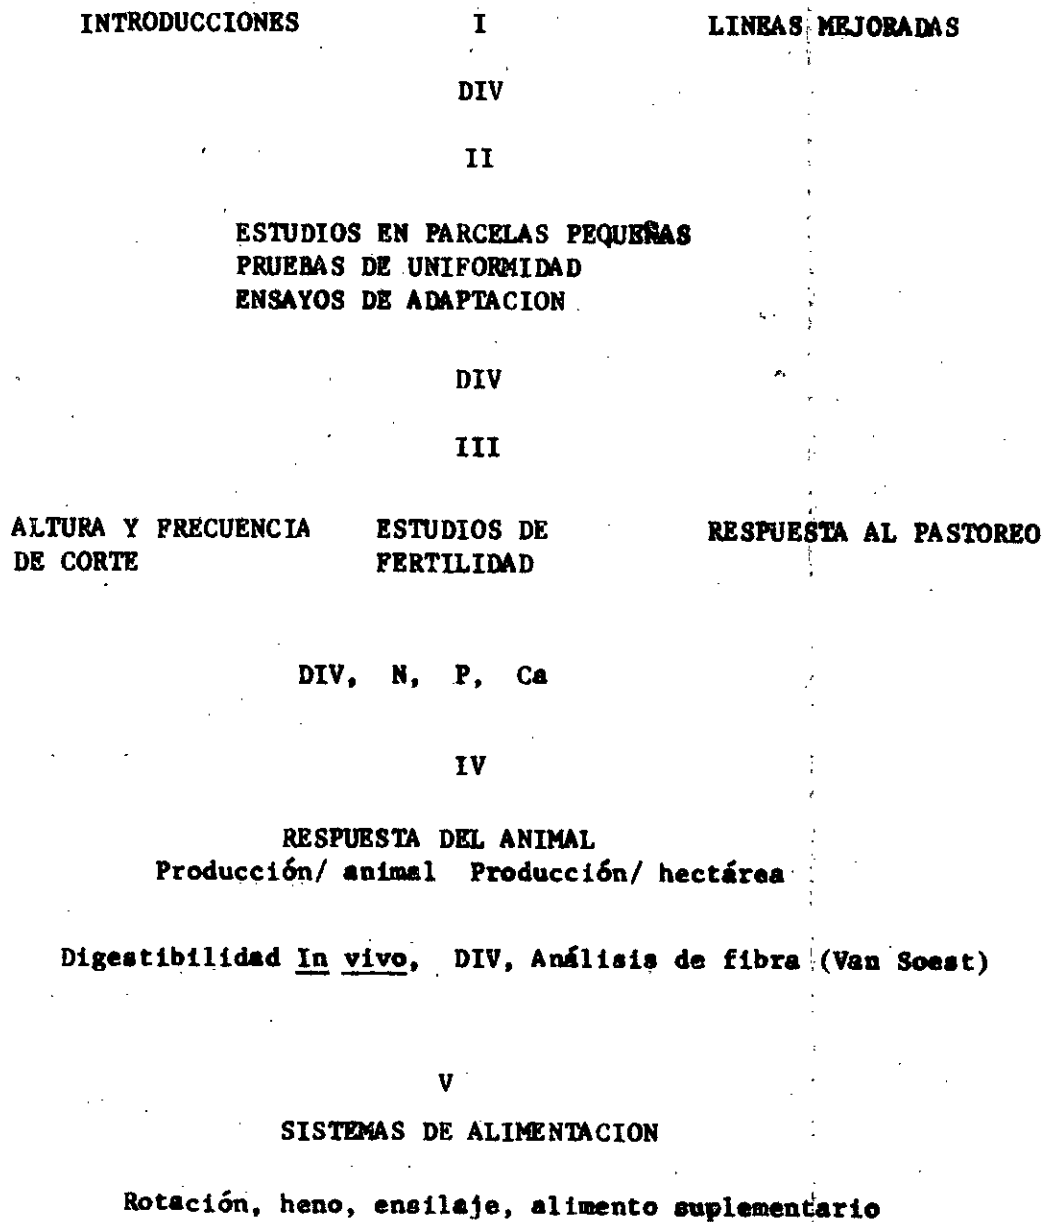 INTRODUCCIONES I LINEAS MEJORADAS
DIV
II
ESTUDIOS EN PARCELAS PEQUEÑAS
PRUEBAS DE UNIFORMIDAD
ENSAYOS DE ADAPTACION
DIV
III
ALTURA Y FRECUENCIA ESTUDIOS DE RESPUESTA AL PASTOREO
DE CORTE FERTILIDAD
DIV, N, P, Ca
IV
RESPUESTA DEL ANIMAL
Producción/ animal Producción/ hectárea
Digestibilidad In vivo, DIV, Análisis de fibra (Van Soest)
V
SISTEMAS DE ALIMENTACION
Rotación, heno, ensilaje, alimento suplementario